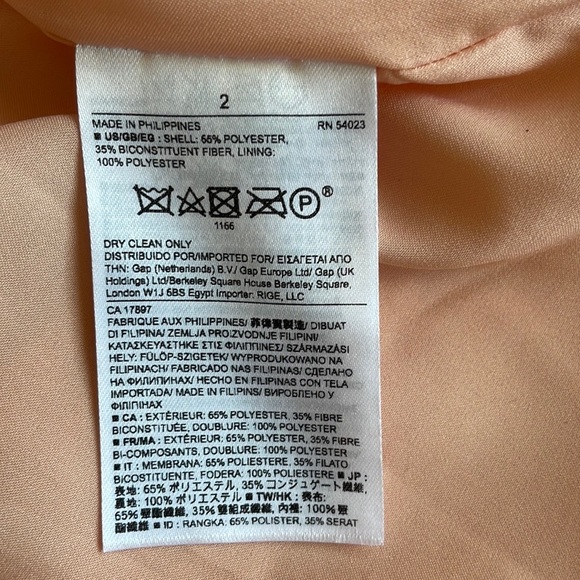 2
MADE IN PHILIPPINES RN 54023
■ US/GB/EG : SHELL: 65% POLYESTER,
35% BICONSTITUENT FIBER, LINING:
100% POLYESTER
P ®
1166
DRY CLEAN ONLY
DISTRIBUIDO POR/IMPORTED FOR/ ΕΙΣΑΓΕΤΑΙ ΑΠΟ
ΤΗΝ: Gap (Netherlands) B.V./ Gap Europe Ltd/ Gap (UK
Holdings) Ltd/Berkeley Square House Berkeley Square,
London W1J 6BS Egypt Importer: RIGE, LLC
CA 17897
FABRIQUE AUX PHILIPPINES/ 菲律賓製造/ DIBUAT
DI FILIPINA/ ZEMLJA PROIZVODNJE FILIPINI/
ΚΑΤΑΣΚΕΥΑΣΤΗΚΕ ΣΤΙΣ ΦΙΛΙΠΠΙΝΕΣ/ SZÁRMAZÁSI
HELY: FÜLÖP-SZIGETEK/ WYPRODUKOWANO NA
FILIPINACH/ FABRICADO NAS FILIPINAS/ СДЕЛАНО
НА ФИЛИПИНАХ/ HECHO EN FILIPINAS CON TELA
IMPORTADA/ MADE IN FILIPINS/ ВИРОБЛЕНО У
ФІЛІПІНАХ
■ CA : EXTÉRIEUR: 65% POLYESTER, 35% FIBRE
BICONSTITUÉE, DOUBLURE: 100% POLYESTER
■ FR/MA : EXTÉRIEUR: 65% POLYESTER, 35% FIBRE
BI-COMPOSANTS, DOUBLURE: 100% POLYESTER
■ IT : MEMBRANA: 65% POLIESTERE, 35% FILATO
BICOSTITUENTE, FODERA: 100% POLIESTERE ■ JP :
表地: 65% ポリエステル, 35% コンジュゲート繊維,
裏地: 100% ポリエステル ■ TW/HK : 表布:
65% 聚酯纖維, 35% 雙組成纖維, 內裡: 100% 聚
酯纖維 ■ ID : RANGKA: 65% POLISTER, 35% SERAT